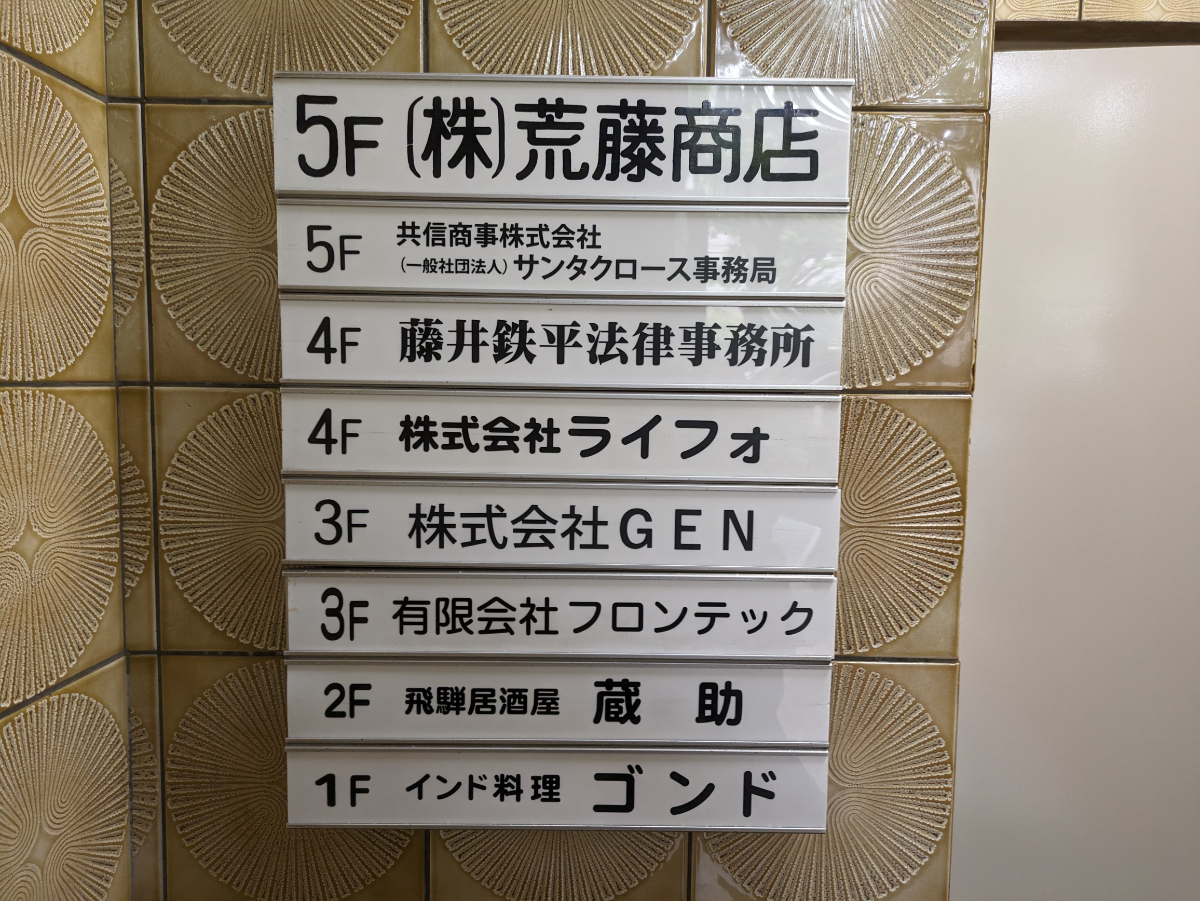 5F (株)荒藤商店
5F 共信商事株式会社
(一般社団法人) サンタクロース事務局
4F 藤井鉄平法律事務所
4F 株式会社ライフォ
3F 株式会社GEN
3F 有限会社フロンテック
2F 飛騨居酒屋 蔵 助
1F インド料理 ゴンド